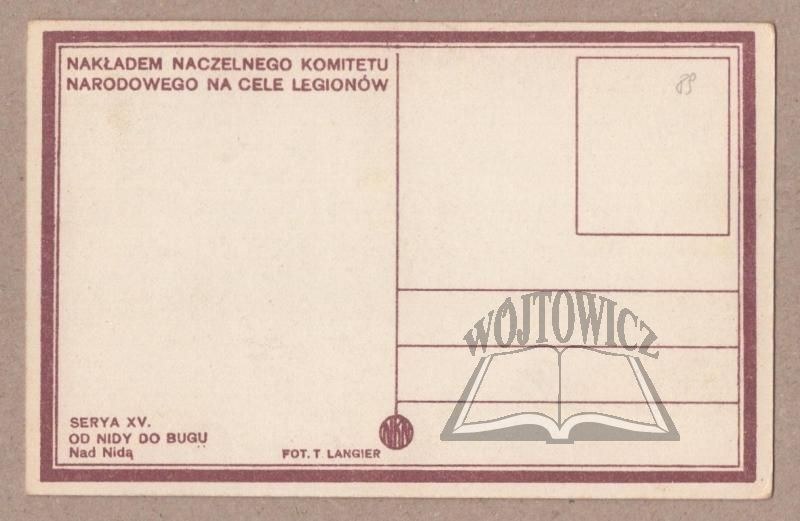 NAKŁADEM NACZELNEGO KOMITETU
NARODOWEGO NA CELE LEGIONÓW
89
WÓJTOWICZ
SERYA XV.
OD NIDY DO BUGU
Nad Nidą
FOT. T. LANGIER
NKN